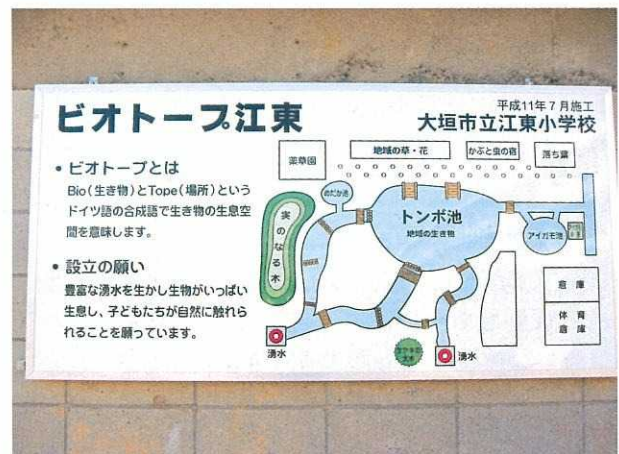 ビオトープ江東
平成11年7月施工
大垣市立江東小学校
・ビオトープとは
Bio（生き物）とTope（場所）という
ドイツ語の合成語で生き物の生息空
間を意味します。
・設立の願い
豊富な湧水を生かし生物がいっぱい
生息し、子どもたちが自然に触れら
れることを願っています。
薬草園
地域の草・花
かぶと虫の宿
落ち葉
めだか池
トンボ池
地域の生き物
アイガモ池
実のなる木
倉庫
体育
倉庫
湧水
湧水